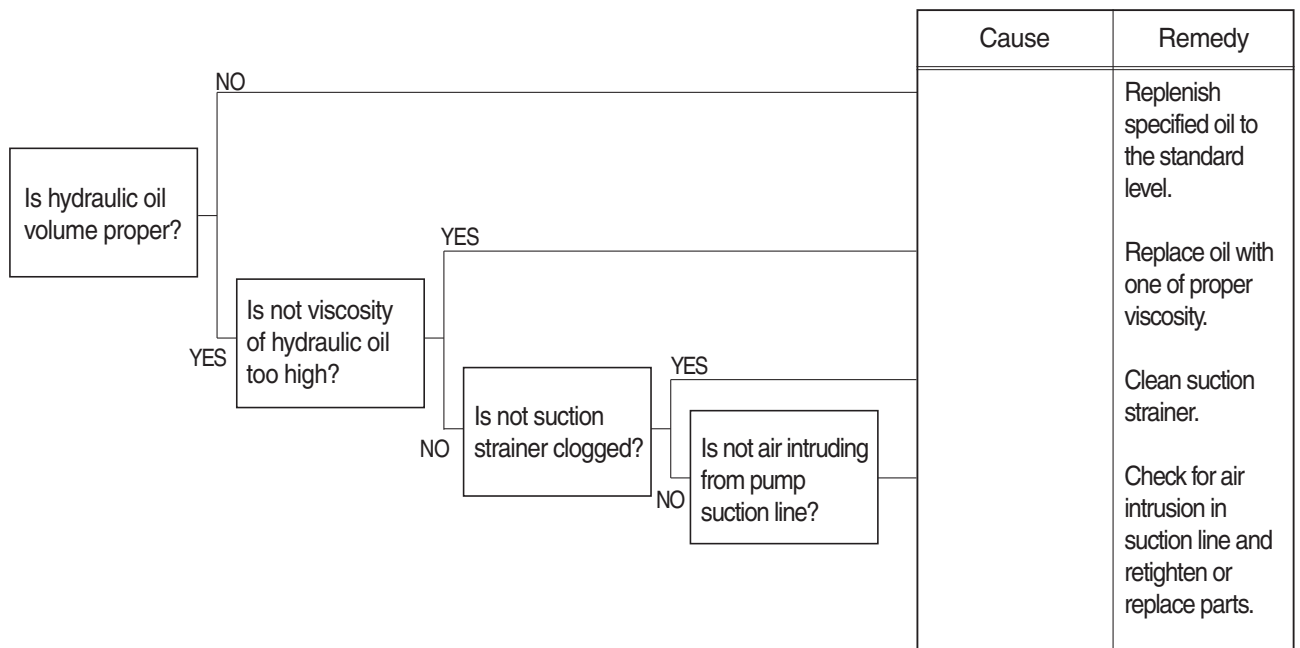 Cause
Remedy
NO
Replenish
specified oil to
the standard
level.
Is hydraulic oil
volume proper?
YES
Replace oil with
one of proper
viscosity.
Is not viscosity
of hydraulic oil
too high?
YES
YES
Clean suction
strainer.
Is not suction
strainer clogged?
NO
Is not air intruding
from pump
suction line?
NO
Check for air
intrusion in
suction line and
retighten or
replace parts.